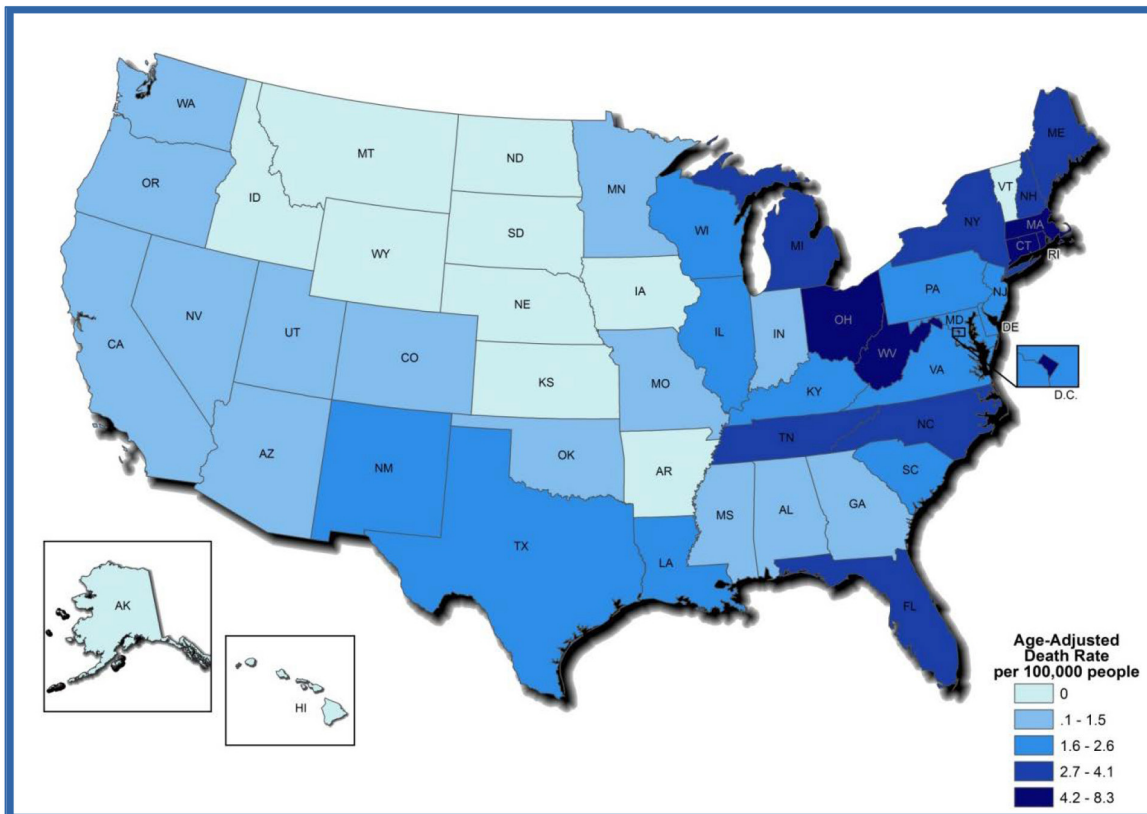 WA
OR
ID
MT
WY
ND
SD
NE
KS
MN
IA
WI
MI
IL
IN
OH
MO
CA
NV
UT
CO
AZ
NM
TX
OK
AR
LA
MS
AL
GA
FL
SC
NC
TN
KY
VA
WV
MD
DE
NJ
PA
NY
VT
NH
ME
MA
CT
RI
D.C.
AK
HI
Age-Adjusted
Death Rate
per 100,000 people
0
.1 - 1.5
1.6 - 2.6
2.7 - 4.1
4.2 - 8.3